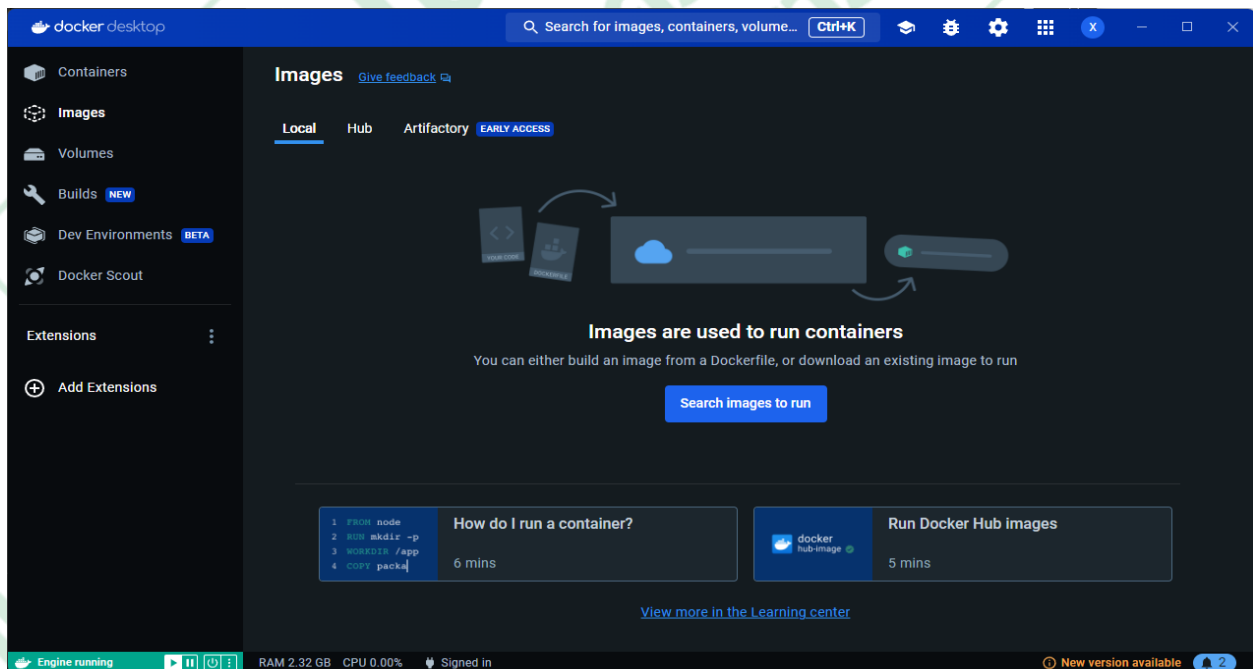 docker desktop
Search for images, containers, volume... Ctrl+K
X
Containers
Images
Volumes
Builds NEW
Dev Environments BETA
Docker Scout
Extensions
Add Extensions
Images Give feedback
Local Hub Artifactory EARLY ACCESS
YOUR CODE
DOCKERFILE
Images are used to run containers
You can either build an image from a Dockerfile, or download an existing image to run
Search images to run
1 FROM node
2 RUN mkdir -p
3 WORKDIR /app
4 COPY packa
How do I run a container?
6 mins
docker
hub-image
Run Docker Hub images
5 mins
View more in the Learning center
Engine running
RAM 2.32 GB CPU 0.00% Signed in
New version available 2